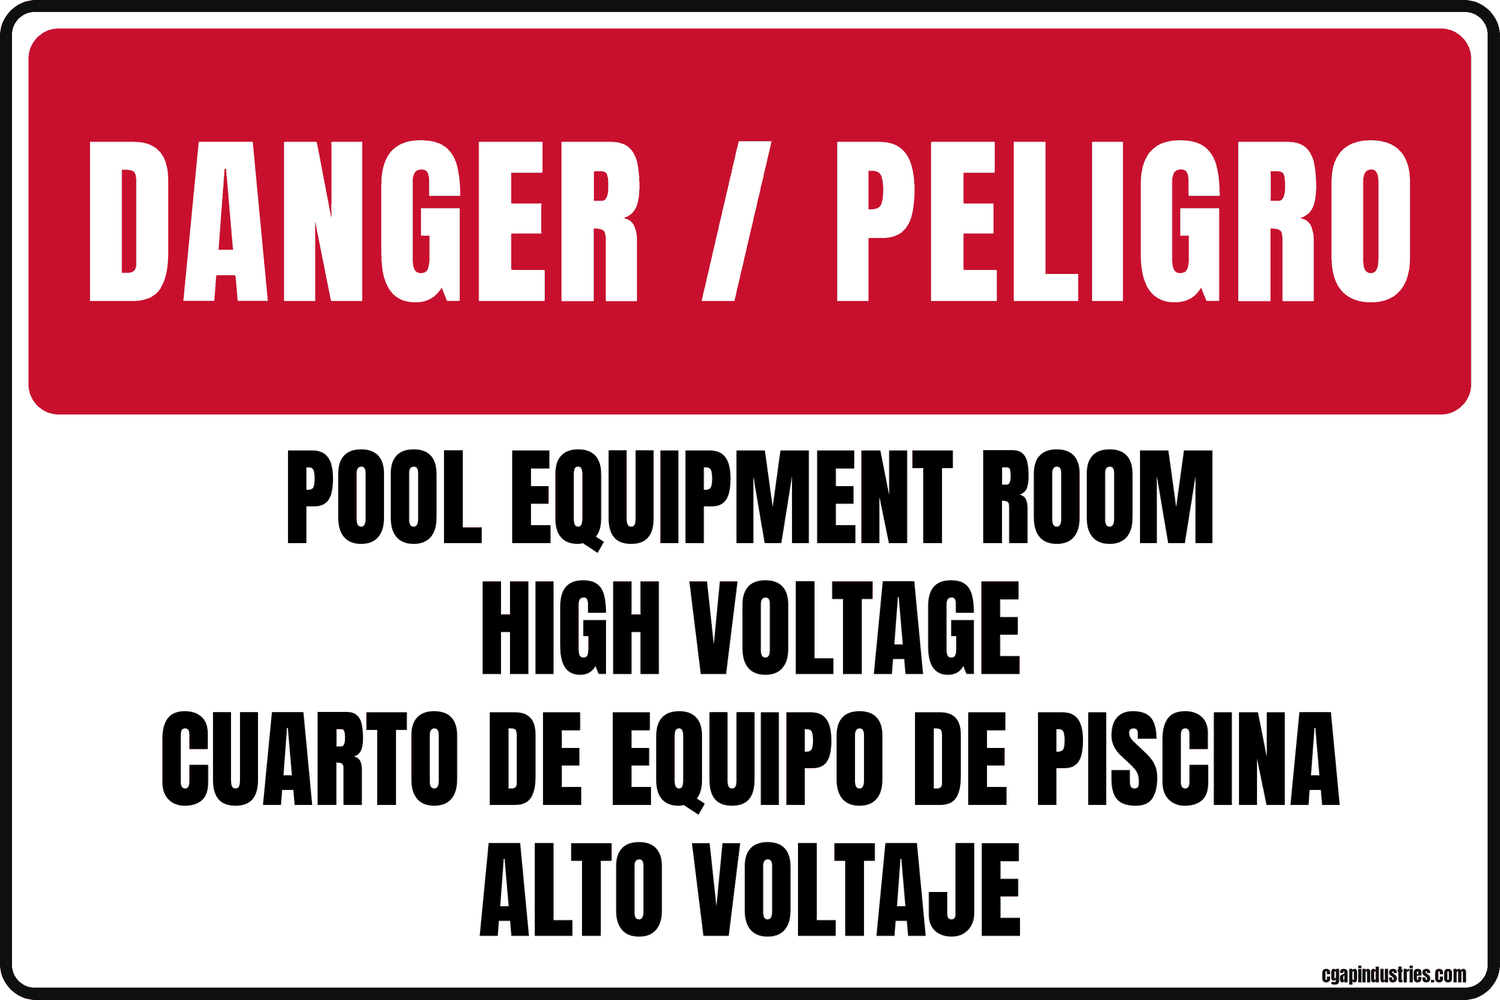 DANGER / PELIGRO
POOL EQUIPMENT ROOM
HIGH VOLTAGE
CUARTO DE EQUIPO DE PISCINA
ALTO VOLTAJE
cgapindustries.com